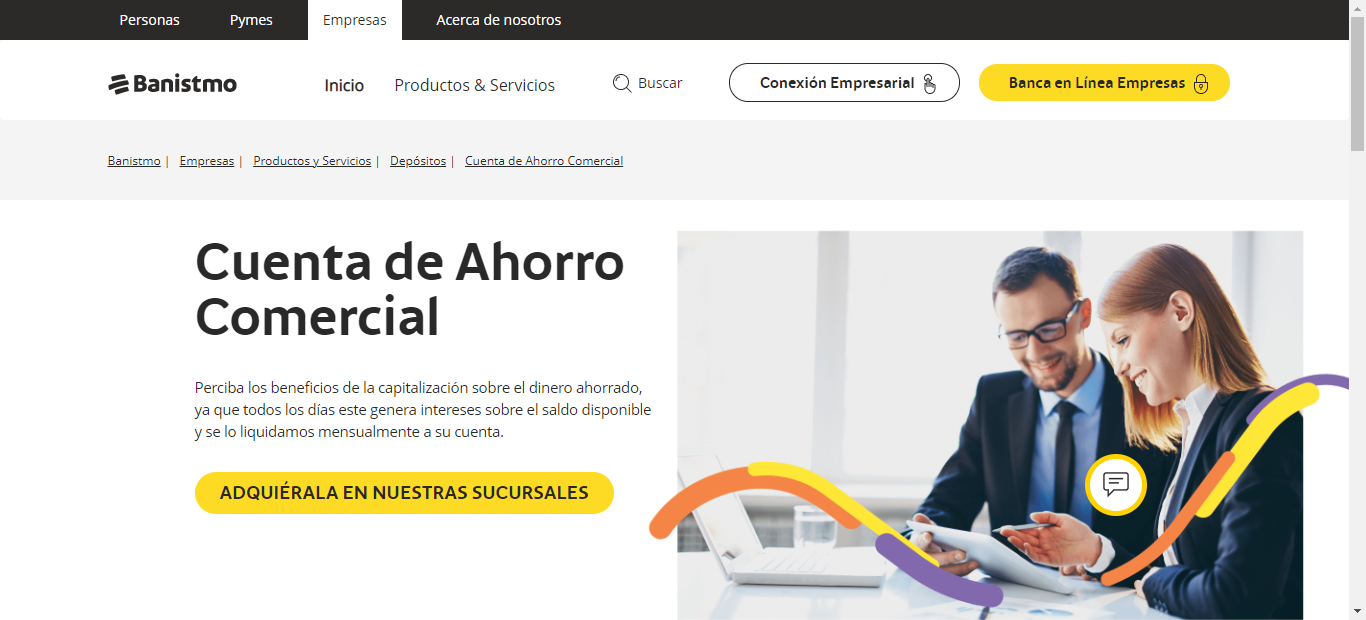 Personas Pymes Empresas Acerca de nosotros
Banistmo Inicio Productos & Servicios Buscar Conexión Empresarial Banca en Línea Empresas
Banistmo | Empresas | Productos y Servicios | Depósitos | Cuenta de Ahorro Comercial
Cuenta de Ahorro
Comercial
Perciba los beneficios de la capitalización sobre el dinero ahorrado,
ya que todos los días este genera intereses sobre el saldo disponible
y se lo liquidamos mensualmente a su cuenta.
ADQUIÉRALA EN NUESTRAS SUCURSALES